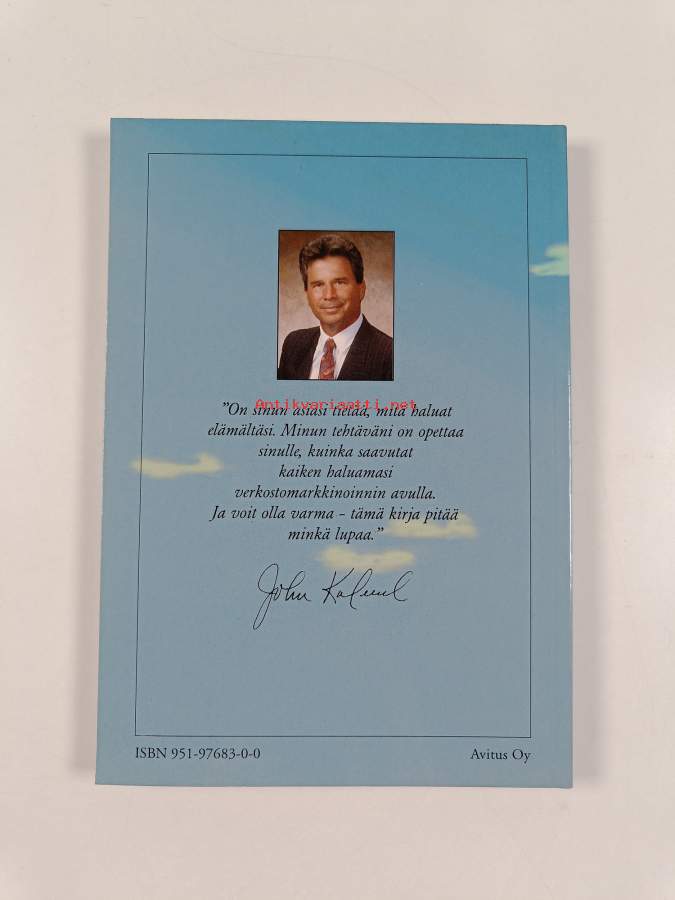 Antikvariaatti.net
"On sinun asiasi tietää, mitä haluat
elämältäsi. Minun tehtäväni on opettaa
sinulle, kuinka saavutat
kaiken haluamasi
verkostomarkkinoinnin avulla.
Ja voit olla varma - tämä kirja pitää
minkä lupaa."
John
ISBN 951-97683-0-0
Avitus Oy